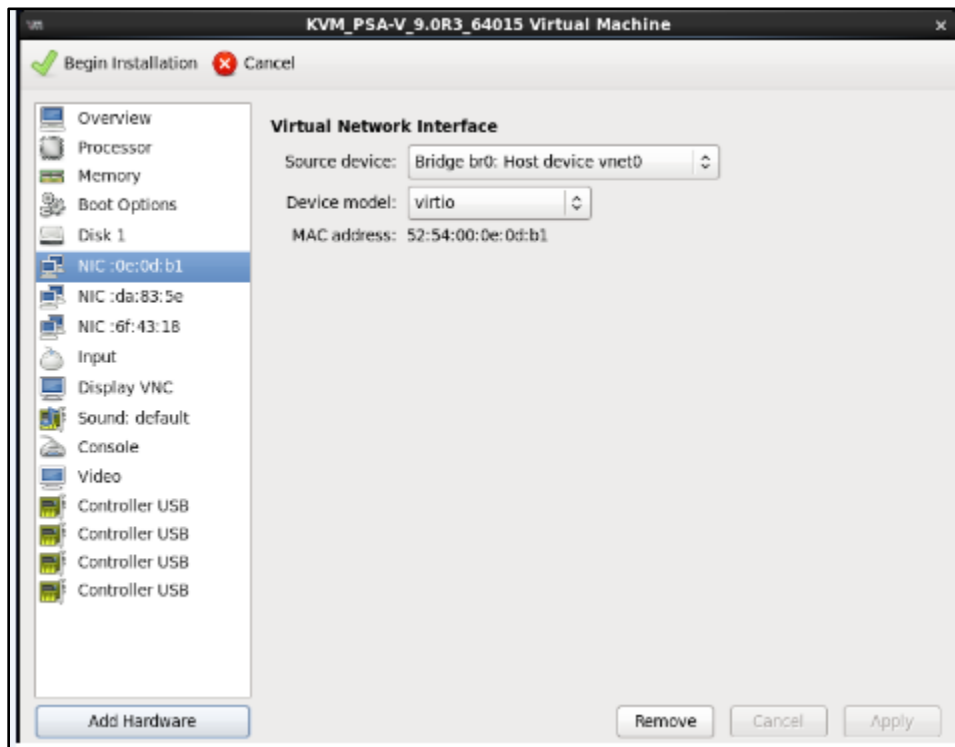 KVM_PSA-V_9.0R3_64015 Virtual Machine
Begin Installation Cancel
Overview
Processor
Memory
Boot Options
Disk 1
NIC :0e:0d:b1
NIC :da:83:5e
NIC :6f:43:18
Input
Display VNC
Sound: default
Console
Video
Controller USB
Controller USB
Controller USB
Controller USB
Add Hardware
Virtual Network Interface
Source device: Bridge br0: Host device vnet0
Device model: virtio
MAC address: 52:54:00:0e:0d:b1
Remove Cancel Apply